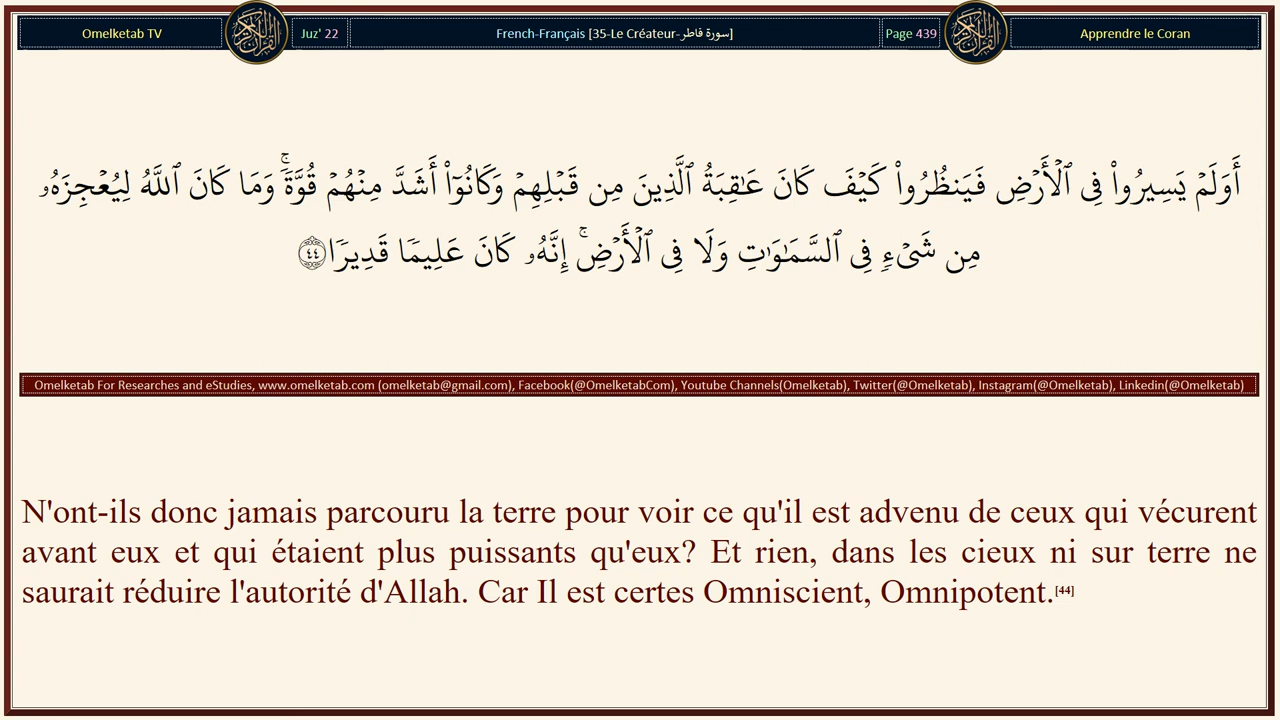 Omelketab TV
Juz' 22
French-Français [35-Le Créateur-سورة فاطر]
Page 439
Apprendre le Coran
أَوَلَمْ يَسِيرُوا۟ فِى ٱلْأَرْضِ فَيَنظُرُوا۟ كَيْفَ كَانَ عَـٰقِبَةُ ٱلَّذِينَ مِن قَبْلِهِمْ وَكَانُوٓا۟ أَشَدَّ مِنْهُمْ قُوَّةً ۚ وَمَا كَانَ ٱللَّهُ لِيُعْجِزَهُۥ
مِن شَىْءٍ فِى ٱلسَّمَـٰوَٰتِ وَلَا فِى ٱلْأَرْضِ ۚ إِنَّهُۥ كَانَ عَلِيمًا قَدِيرًا ٤٤
Omelketab For Researches and eStudies, www.omelketab.com (omelketab@gmail.com), Facebook(@OmelketabCom), Youtube Channels(Omelketab), Twitter(@Omelketab), Instagram(@Omelketab), Linkedin(@Omelketab)
N'ont-ils donc jamais parcouru la terre pour voir ce qu'il est advenu de ceux qui vécurent
avant eux et qui étaient plus puissants qu'eux? Et rien, dans les cieux ni sur terre ne
saurait réduire l'autorité d'Allah. Car Il est certes Omniscient, Omnipotent.[44]